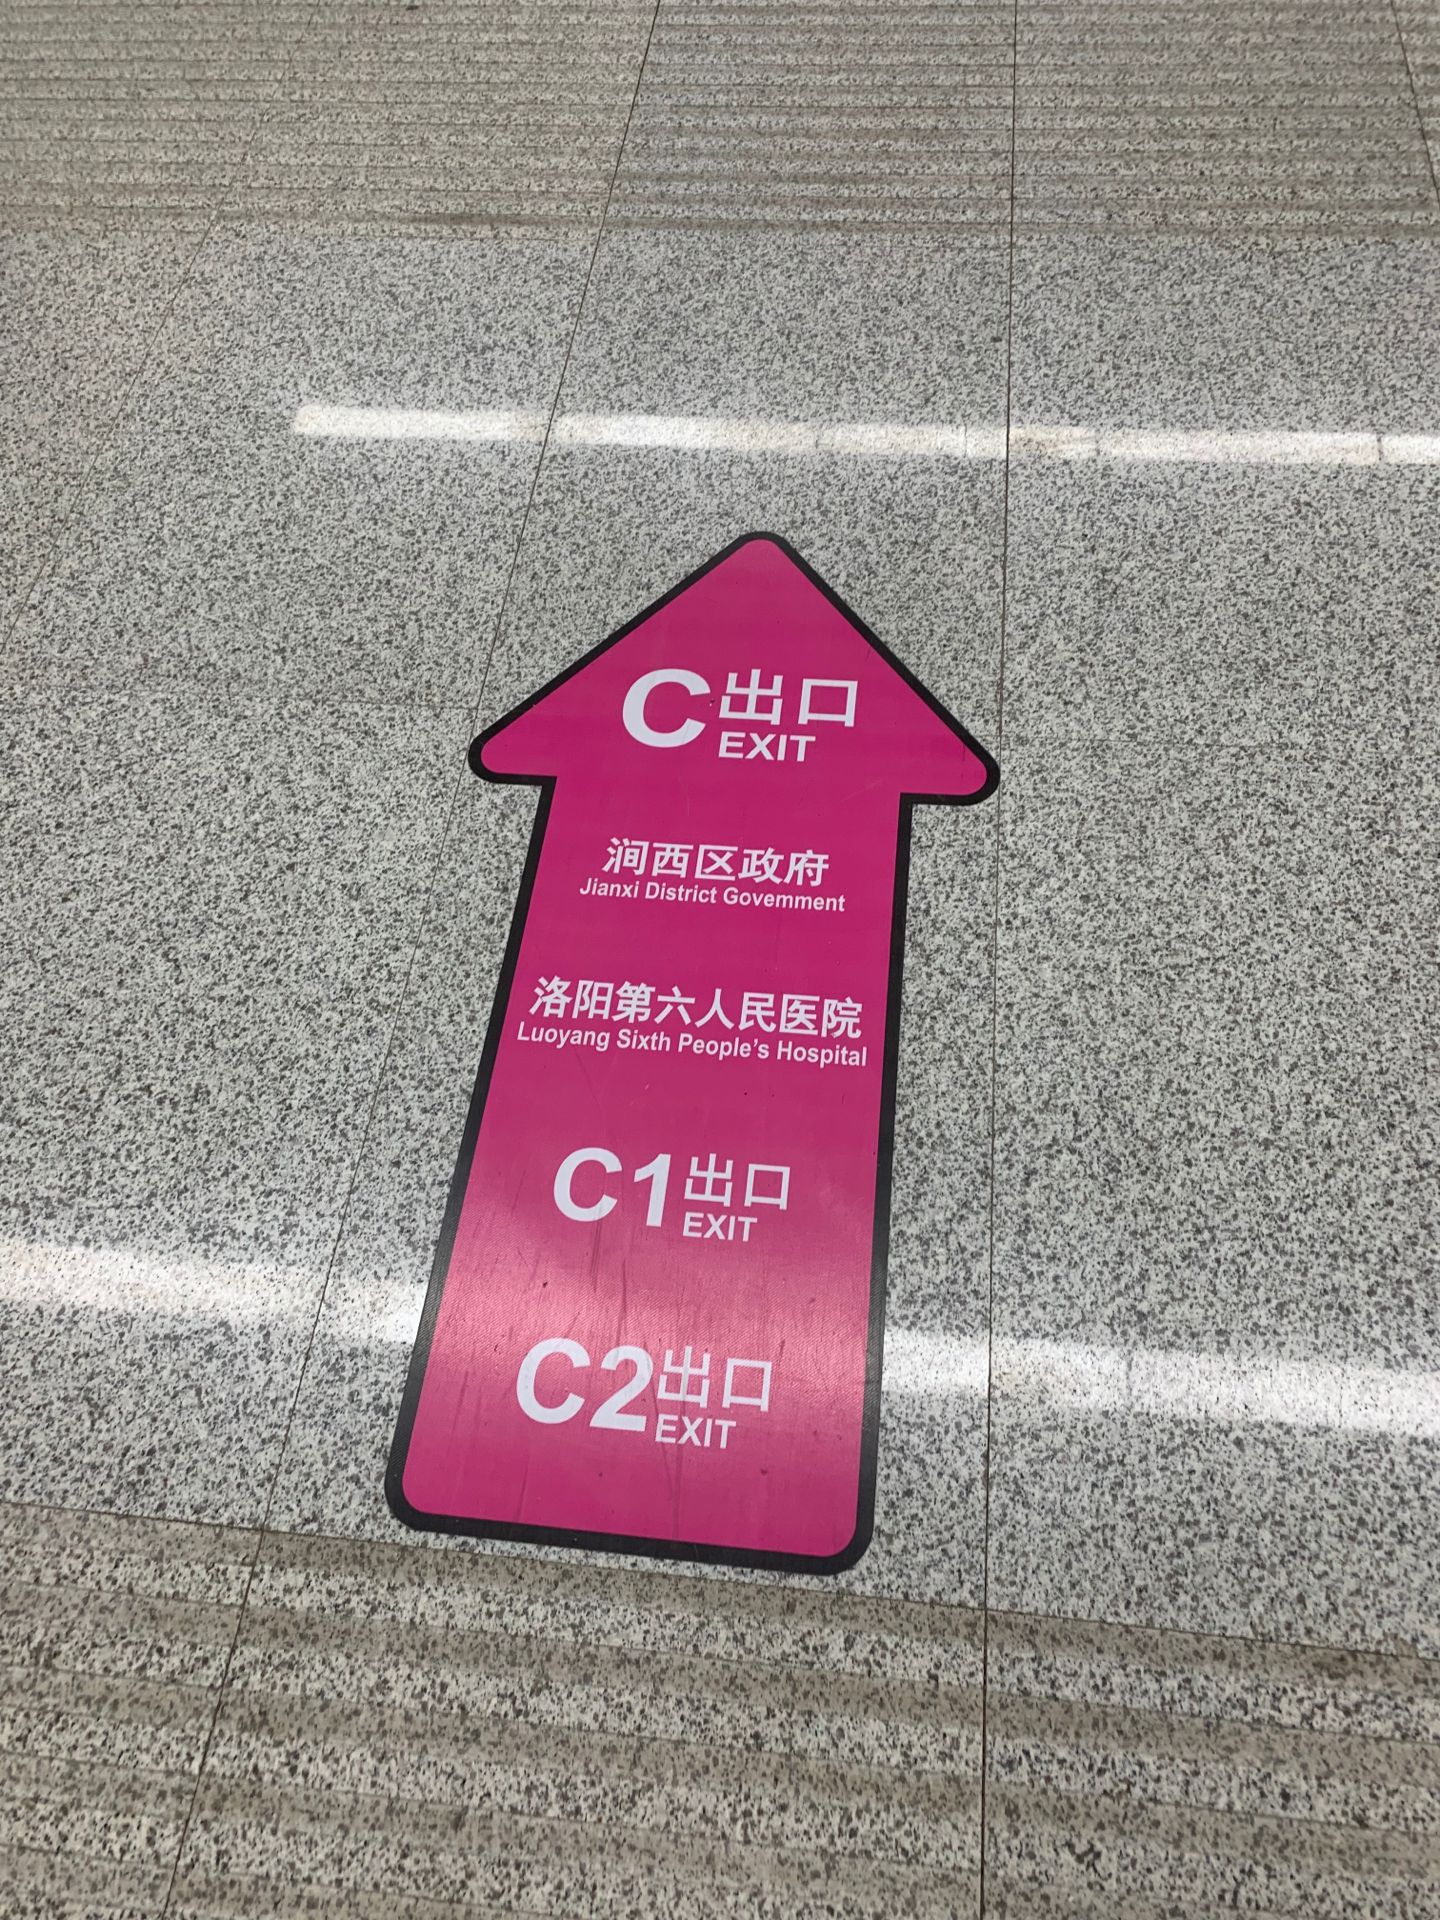 C出口
EXIT
涧西区政府
Jianxi District Government
洛阳第六人民医院
Luoyang Sixth People's Hospital
C1出口
EXIT
C2出口
EXIT